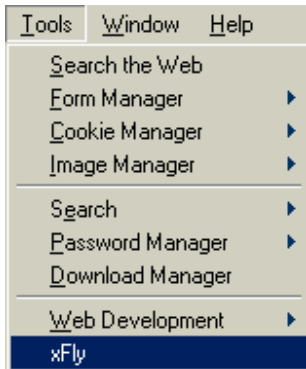 Tools Window Help
Search the Web
Form Manager
Cookie Manager
Image Manager
Search
Password Manager
Download Manager
Web Development
xFly